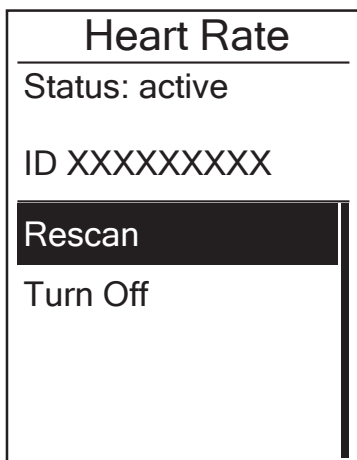 Heart Rate
Status: active
ID XXXXXXXXX
Rescan
Turn Off